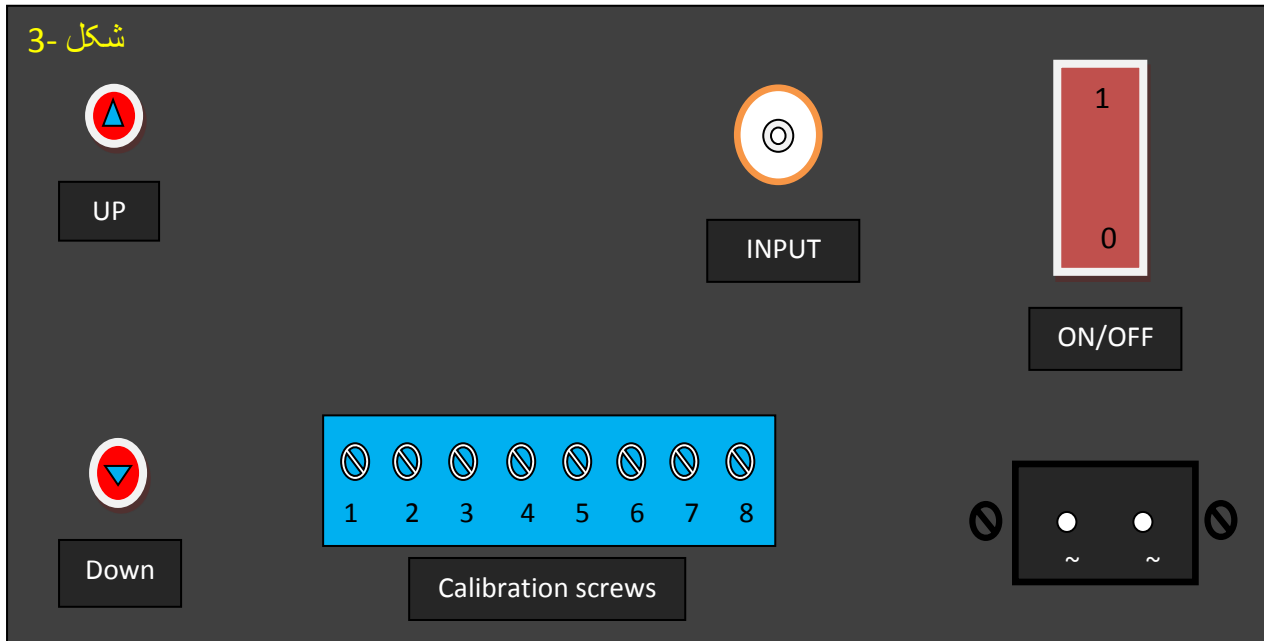 شكل -3
1
UP
INPUT
0
ON/OFF
1 2 3 4 5 6 7 8
~ ~
Down
Calibration screws